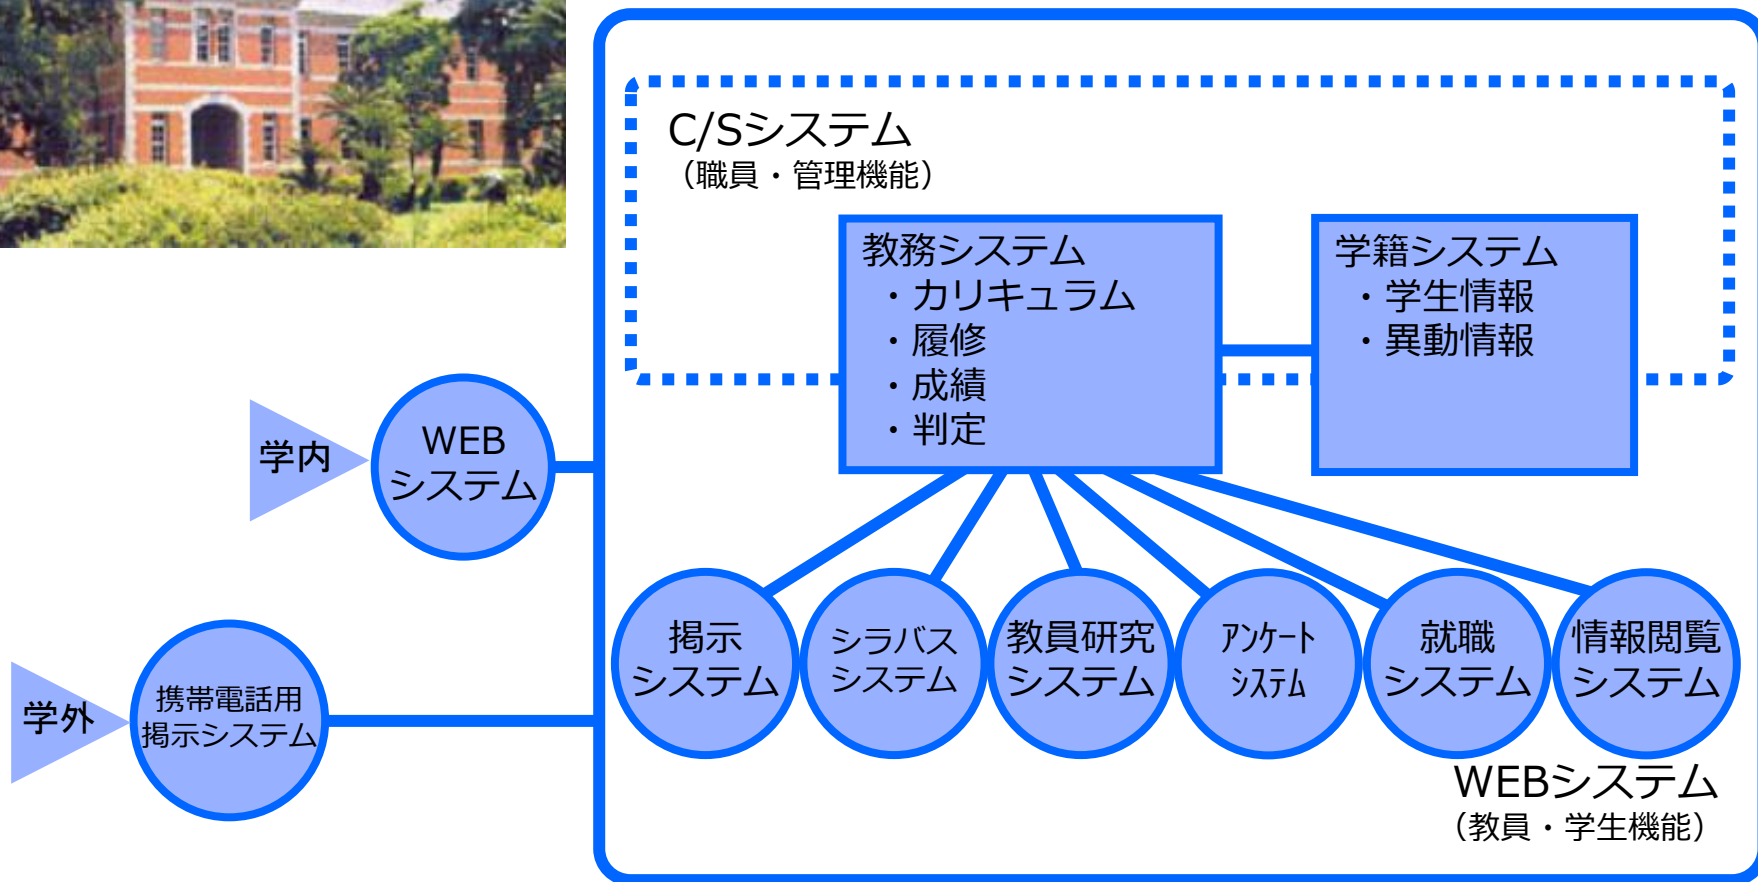 C/Sシステム
（職員・管理機能）
教務システム
・カリキュラム
・履修
・成績
・判定
学籍システム
・学生情報
・異動情報
学内
WEB
システム
学外
携帯電話用
掲示システム
掲示
システム
シラバス
システム
教員研究
システム
ｱﾝｹｰﾄ
ｼｽﾃﾑ
就職
システム
情報閲覧
システム
WEBシステム
（教員・学生機能）